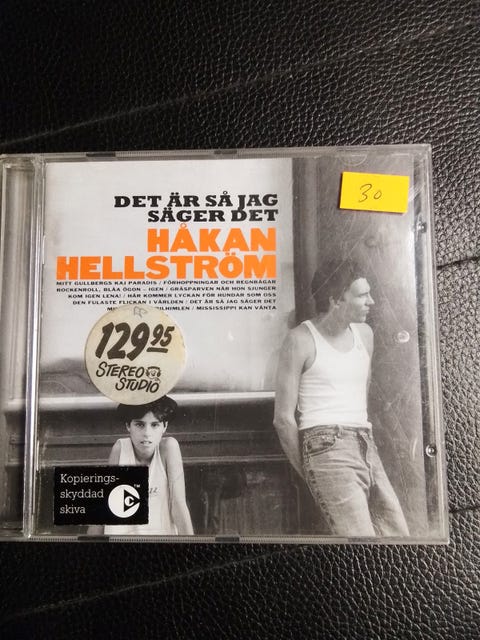 DET ÄR SÅ JAG
SÄGER DET
30
HÅKAN
HELLSTRÖM
MITT GULLBERGS KAJ PARADIS / FÖRHOPPNINGAR OCH REGNBÅGAR
ROCKENROLL, BLÅA ÖGON – IGEN / GRÅSPARVEN NÄR HON SJUNGER
KOM IGEN LENA! / HÄR KOMMER LYCKAN FÖR HUNDAR SOM OSS
DEN FULASTE FLICKAN I VÄRLDEN / DET ÄR SÅ JAG SÄGER DET
/ MISSISSIPPI KAN VÄNTA
129 95
STEREO
STUDIO
Kopierings-
skyddad
skiva